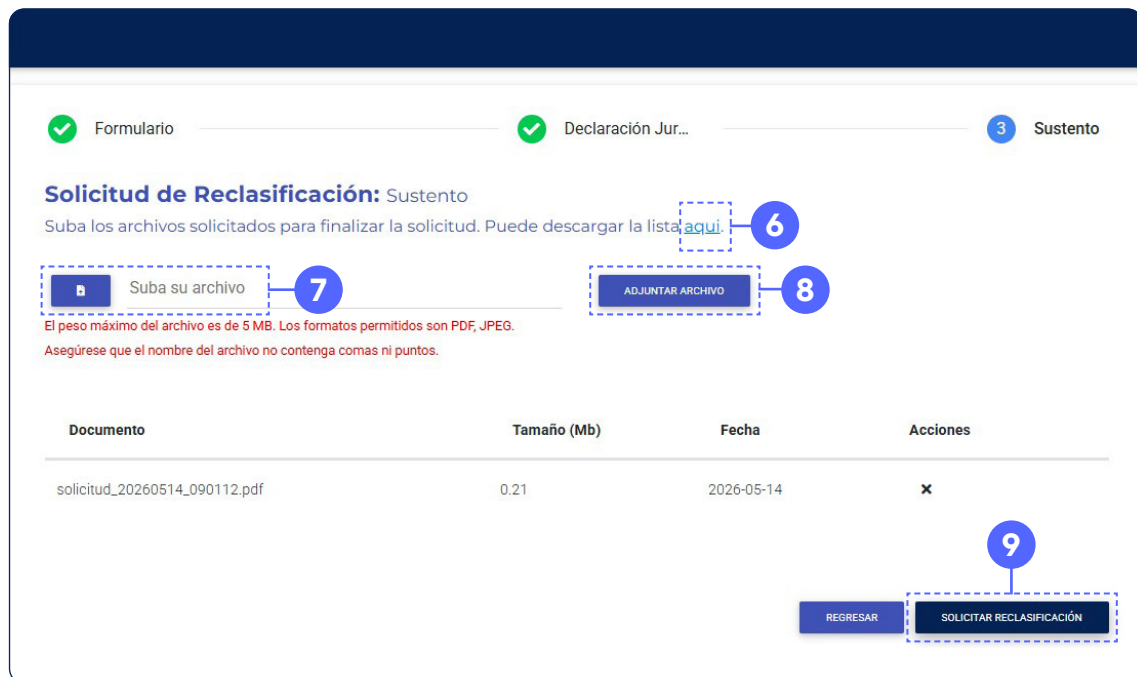 Formulario
Declaración Jur...
3 Sustento
Solicitud de Reclasificación: Sustento
Suba los archivos solicitados para finalizar la solicitud. Puede descargar la lista aquí.
6
Suba su archivo
7
ADJUNTAR ARCHIVO
8
El peso máximo del archivo es de 5 MB. Los formatos permitidos son PDF, JPEG.
Asegúrese que el nombre del archivo no contenga comas ni puntos.
Documento Tamaño (Mb) Fecha Acciones
solicitud_20260514_090112.pdf 0.21 2026-05-14
9
REGRESAR
SOLICITAR RECLASIFICACIÓN